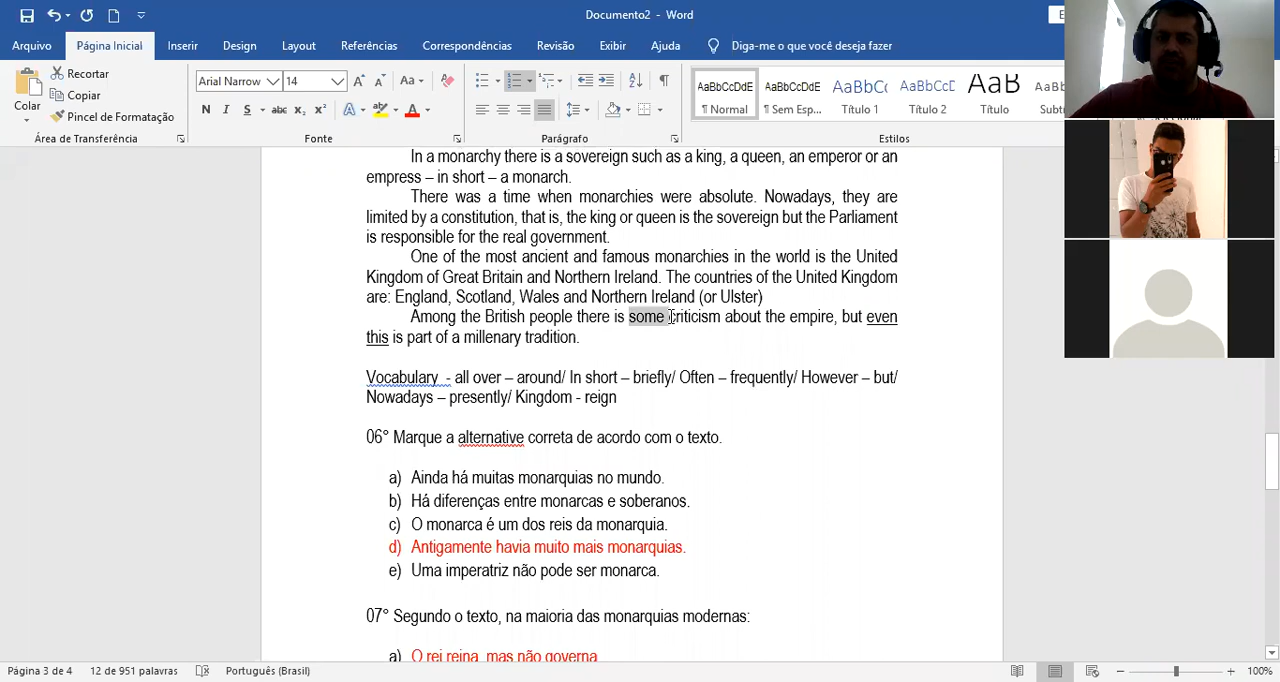 Documento2 - Word
E
Arquivo Página Inicial Inserir Design Layout Referências Correspondências Revisão Exibir Ajuda Diga-me o que você deseja fazer
Colar
Recortar
Copiar
Pincel de Formatação
Área de Transferência
Arial Narrow 14 Aa
N I S abc x₂ x² A A
Fonte
Parágrafo
AaBbCcDdE AaBbCcDdE AaBbCc AaBbCcD AaB AaBbCcD
¶ Normal ¶ Sem Esp... Título 1 Título 2 Título Subt
Estilos
In a monarchy there is a sovereign such as a king, a queen, an emperor or an
empress – in short – a monarch.
There was a time when monarchies were absolute. Nowadays, they are
limited by a constitution, that is, the king or queen is the sovereign but the Parliament
is responsible for the real government.
One of the most ancient and famous monarchies in the world is the United
Kingdom of Great Britain and Northern Ireland. The countries of the United Kingdom
are: England, Scotland, Wales and Northern Ireland (or Ulster)
Among the British people there is some criticism about the empire, but even
this is part of a millenary tradition.
Vocabulary - all over – around/ In short – briefly/ Often – frequently/ However – but/
Nowadays – presently/ Kingdom - reign
06° Marque a alternative correta de acordo com o texto.
a) Ainda há muitas monarquias no mundo.
b) Há diferenças entre monarcas e soberanos.
c) O monarca é um dos reis da monarquia.
d) Antigamente havia muito mais monarquias.
e) Uma imperatriz não pode ser monarca.
07° Segundo o texto, na maioria das monarquias modernas:
a) O rei reina, mas não governa
Página 3 de 4 12 de 951 palavras Português (Brasil) 100%